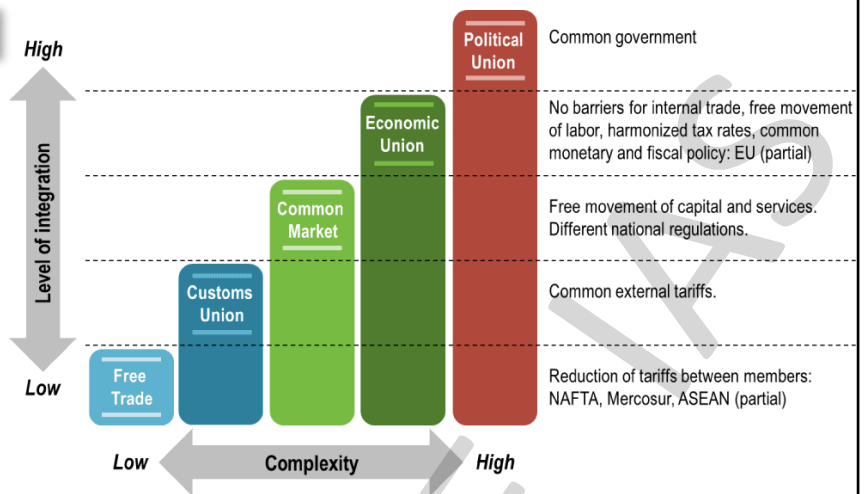 High
Political
Union
Common government
Economic
Union
No barriers for internal trade, free movement
of labor, harmonized tax rates, common
monetary and fiscal policy: EU (partial)
Level of integration
Common
Market
Free movement of capital and services.
Different national regulations.
Customs
Union
Common external tariffs.
Low
Free
Trade
Reduction of tariffs between members:
NAFTA, Mercosur, ASEAN (partial)
Low
Complexity
High
IAS